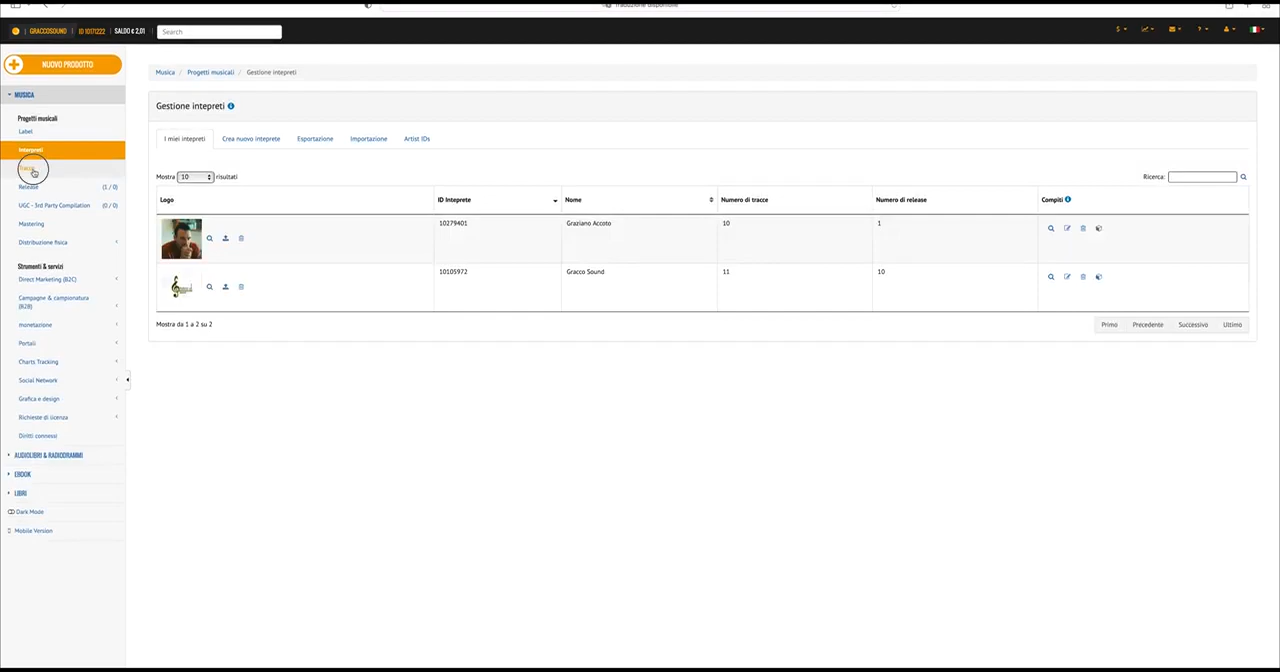 Traduzione disponibile
GRACCOSOUND | ID 10171222 SALDO € 2,01 Search
NUOVO PRODOTTO
MUSICA
Progetti musicali
Label
Interpreti
Tracce
Release (1 / 0)
UGC - 3rd Party Compilation (0 / 0)
Mastering
Distribuzione fisica
Strumenti & servizi
Direct Marketing (B2C)
Campagne & campionatura
(B2B)
monetazione
Portali
Charts Tracking
Social Network
Grafica e design
Richieste di licenza
Diritti connessi
AUDIOLIBRI & RADIODRAMMI
EBOOK
LIBRI
Dark Mode
Mobile Version
Musica / Progetti musicali / Gestione intepreti
Gestione intepreti
I miei intepreti Crea nuovo inteprete Esportazione Importazione Artist IDs
Mostra 10 risultati Ricerca:
Logo ID Inteprete Nome Numero di tracce Numero di release Compiti
10279401 Graziano Accoto 10 1
10105972 Gracco Sound 11 10
Mostra da 1 a 2 su 2 Primo Precedente Successivo Ultimo